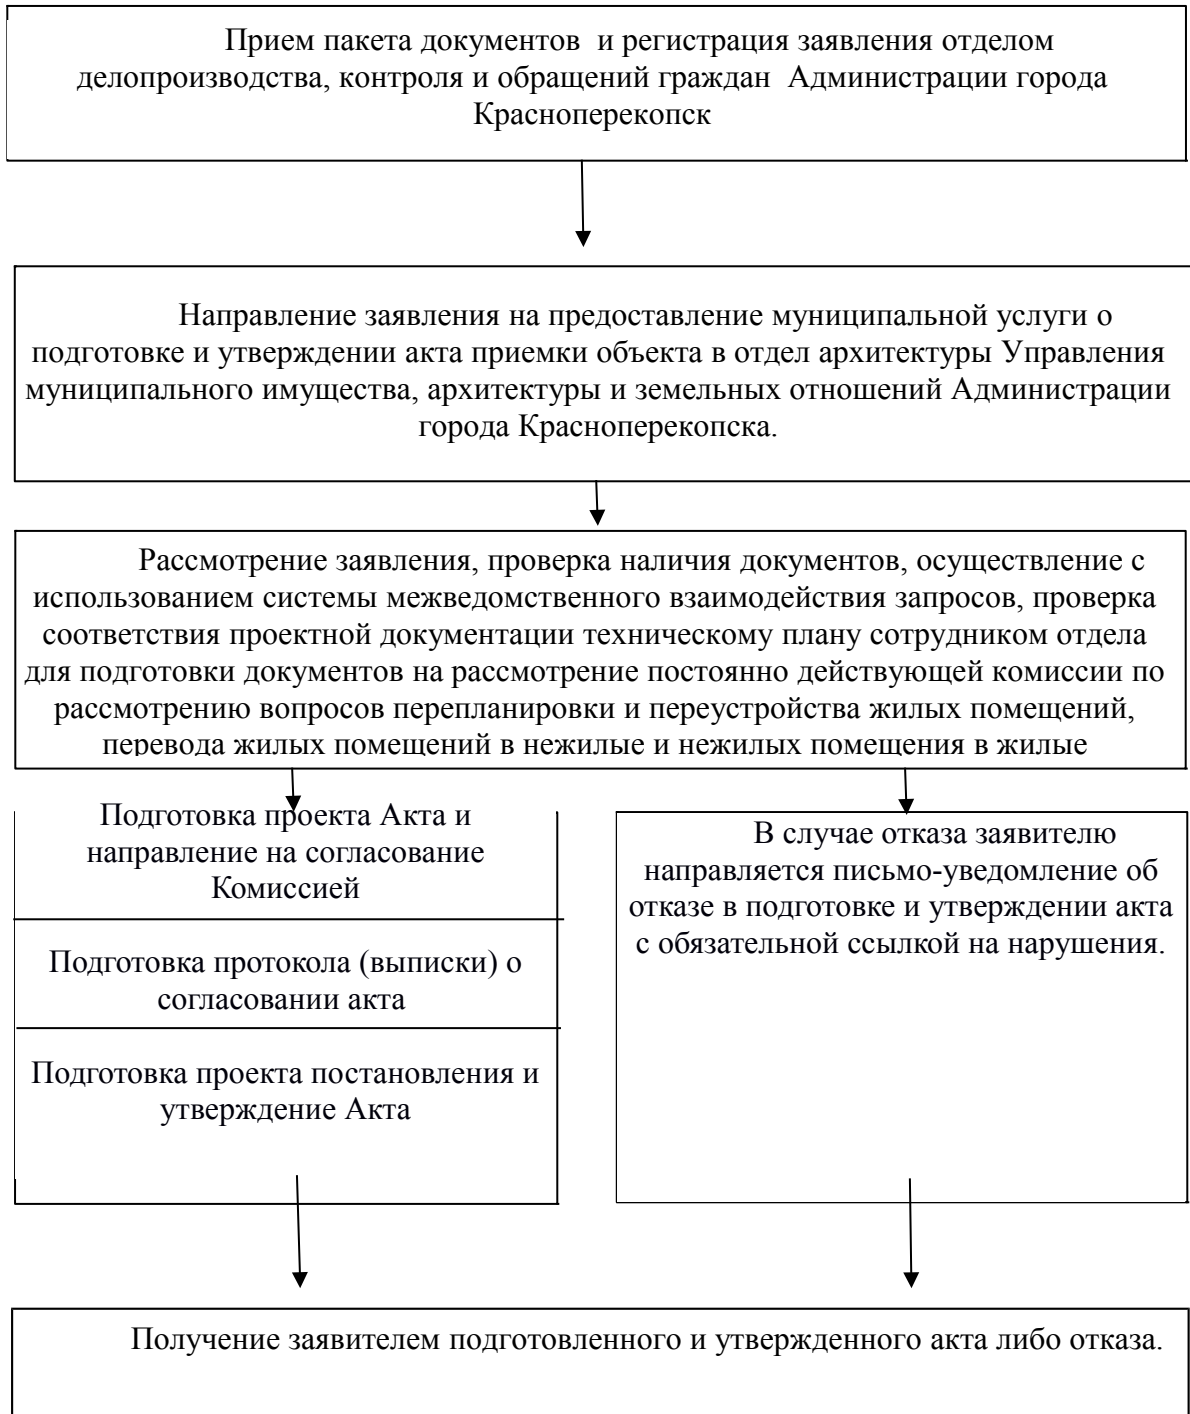 Прием пакета документов и регистрация заявления отделом
делопроизводства, контроля и обращений граждан Администрации города
Красноперекопск
Направление заявления на предоставление муниципальной услуги о
подготовке и утверждении акта приемки объекта в отдел архитектуры Управления
муниципального имущества, архитектуры и земельных отношений Администрации
города Красноперекопска.
Рассмотрение заявления, проверка наличия документов, осуществление с
использованием системы межведомственного взаимодействия запросов, проверка
соответствия проектной документации техническому плану сотрудником отдела
для подготовки документов на рассмотрение постоянно действующей комиссии по
рассмотрению вопросов перепланировки и переустройства жилых помещений,
перевода жилых помещений в нежилые и нежилых помещения в жилые
Подготовка проекта Акта и
направление на согласование
Комиссией
Подготовка протокола (выписки) о
согласовании акта
Подготовка проекта постановления и
утверждение Акта
В случае отказа заявителю
направляется письмо-уведомление об
отказе в подготовке и утверждении акта
с обязательной ссылкой на нарушения.
Получение заявителем подготовленного и утвержденного акта либо отказа.